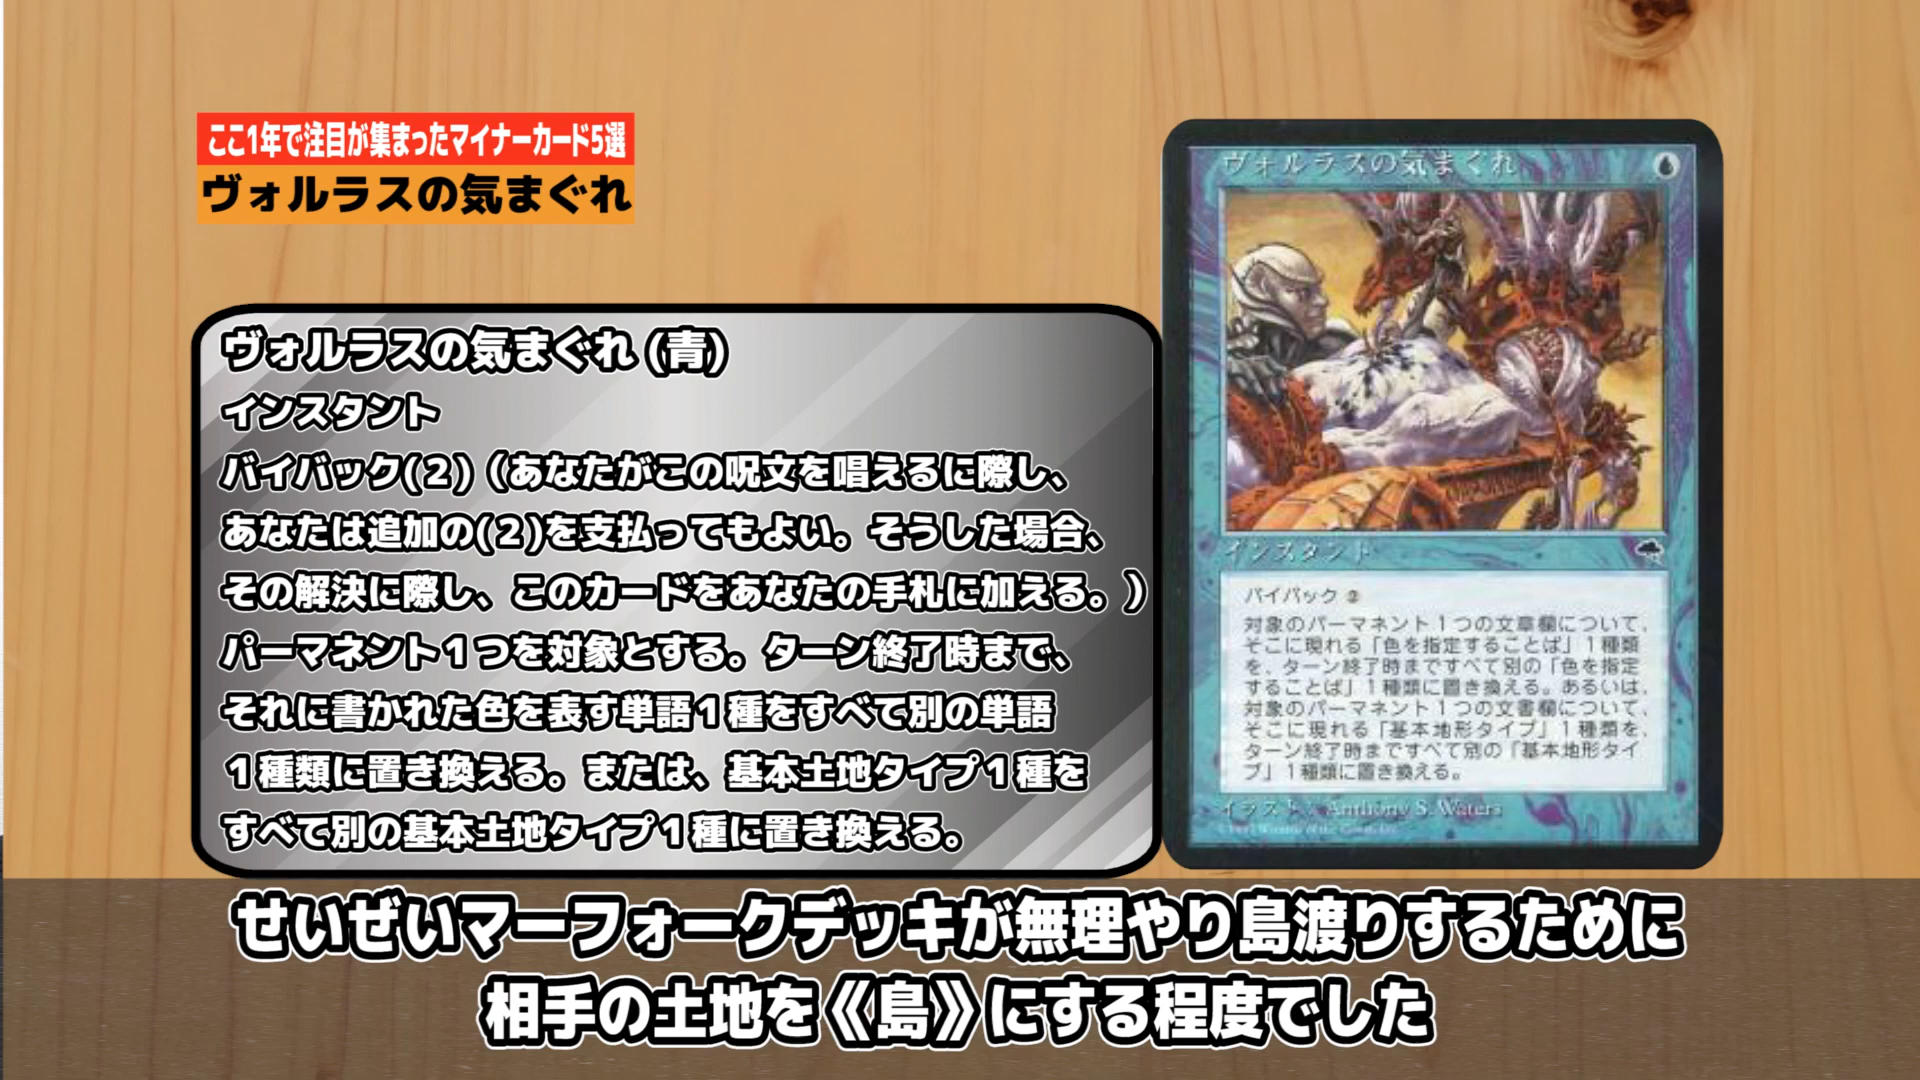 ここ1年で注目が集まったマイナーカード5選
ヴォルラスの気まぐれ
ヴォルラスの気まぐれ (青)
インスタント
バイバック(２)（あなたがこの呪文を唱えるに際し、
あなたは追加の(２)を支払ってもよい。そうした場合、
その解決に際し、このカードをあなたの手札に加える。）
パーマネント１つを対象とする。ターン終了時まで、
それに書かれた色を表す単語１種をすべて別の単語
１種類に置き換える。または、基本土地タイプ１種を
すべて別の基本土地タイプ１種に置き換える。
ヴォルラスの気まぐれ
インスタント
バイバック ②
対象のパーマネント１つの文章欄について、
そこに現れる「色を指定することば」１種類
を、ターン終了時まですべて別の「色を指定
することば」１種類に置き換える。あるいは、
対象のパーマネント１つの文書欄について、
そこに現れる「基本地形タイプ」１種類を、
ターン終了時まですべて別の「基本地形タイ
プ」１種類に置き換える。
イラスト：Anthony S. Waters
せいぜいマーフォークデッキが無理やり島渡りするために
相手の土地を《島》にする程度でした